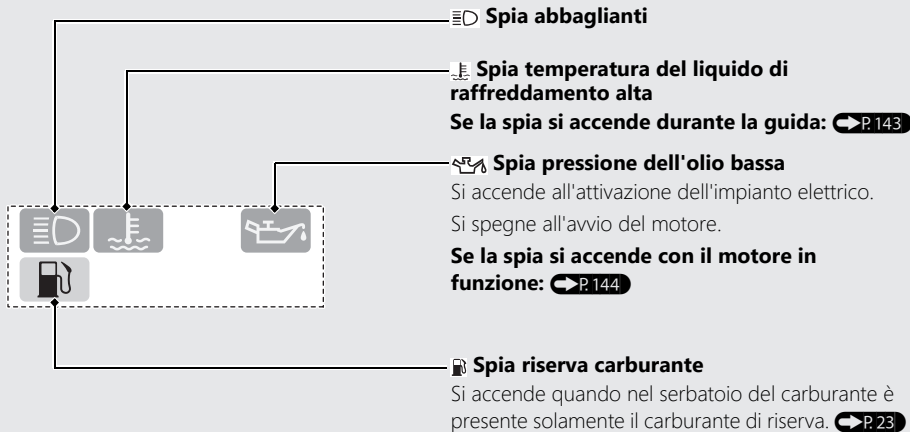 Spia abbaglianti
Spia temperatura del liquido di
raffreddamento alta
Se la spia si accende durante la guida: P. 143
Spia pressione dell'olio bassa
Si accende all'attivazione dell'impianto elettrico.
Si spegne all'avvio del motore.
Se la spia si accende con il motore in
funzione: P. 144
Spia riserva carburante
Si accende quando nel serbatoio del carburante è
presente solamente il carburante di riserva. P. 23